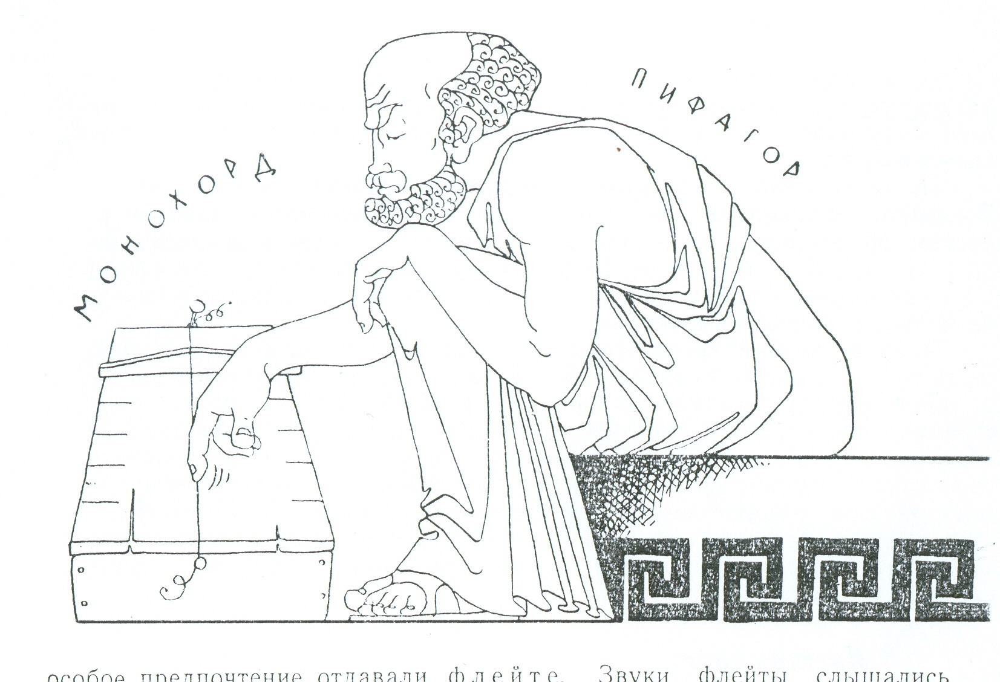 МОНОХОРД
ПИФАГОР
особое предпочтение отдавали флейте. Звуки флейты слышались